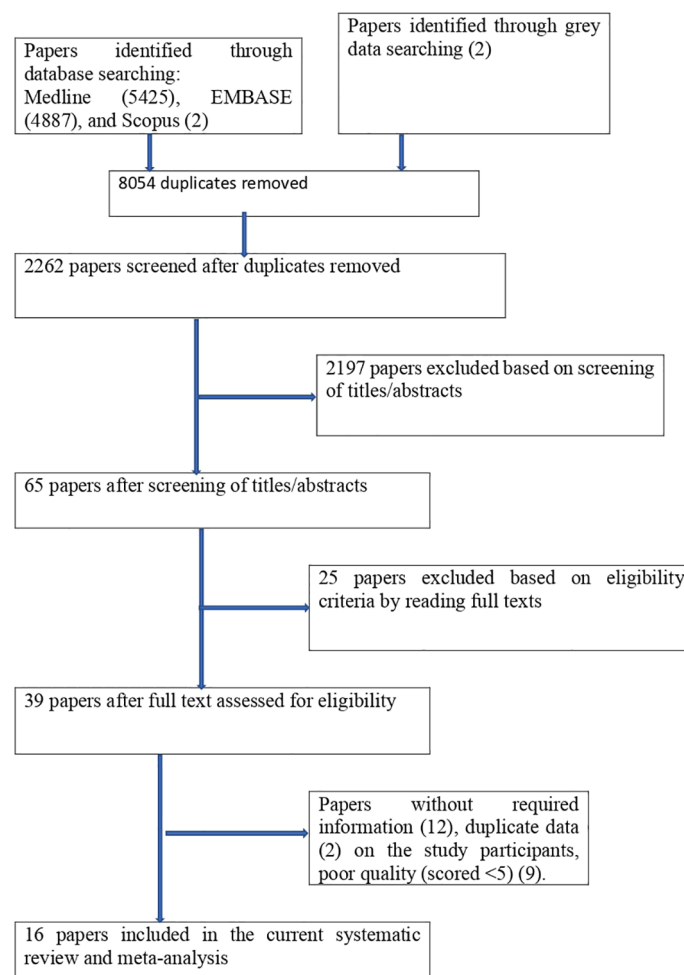 Papers identified through
database searching:
Medline (5425), EMBASE
(4887), and Scopus (2)
Papers identified through grey
data searching (2)
8054 duplicates removed
2262 papers screened after duplicates removed
2197 papers excluded based on screening
of titles/abstracts
65 papers after screening of titles/abstracts
25 papers excluded based on eligibility
criteria by reading full texts
39 papers after full text assessed for eligibility
Papers without required
information (12), duplicate data
(2) on the study participants,
poor quality (scored <5) (9).
16 papers included in the current systematic
review and meta-analysis